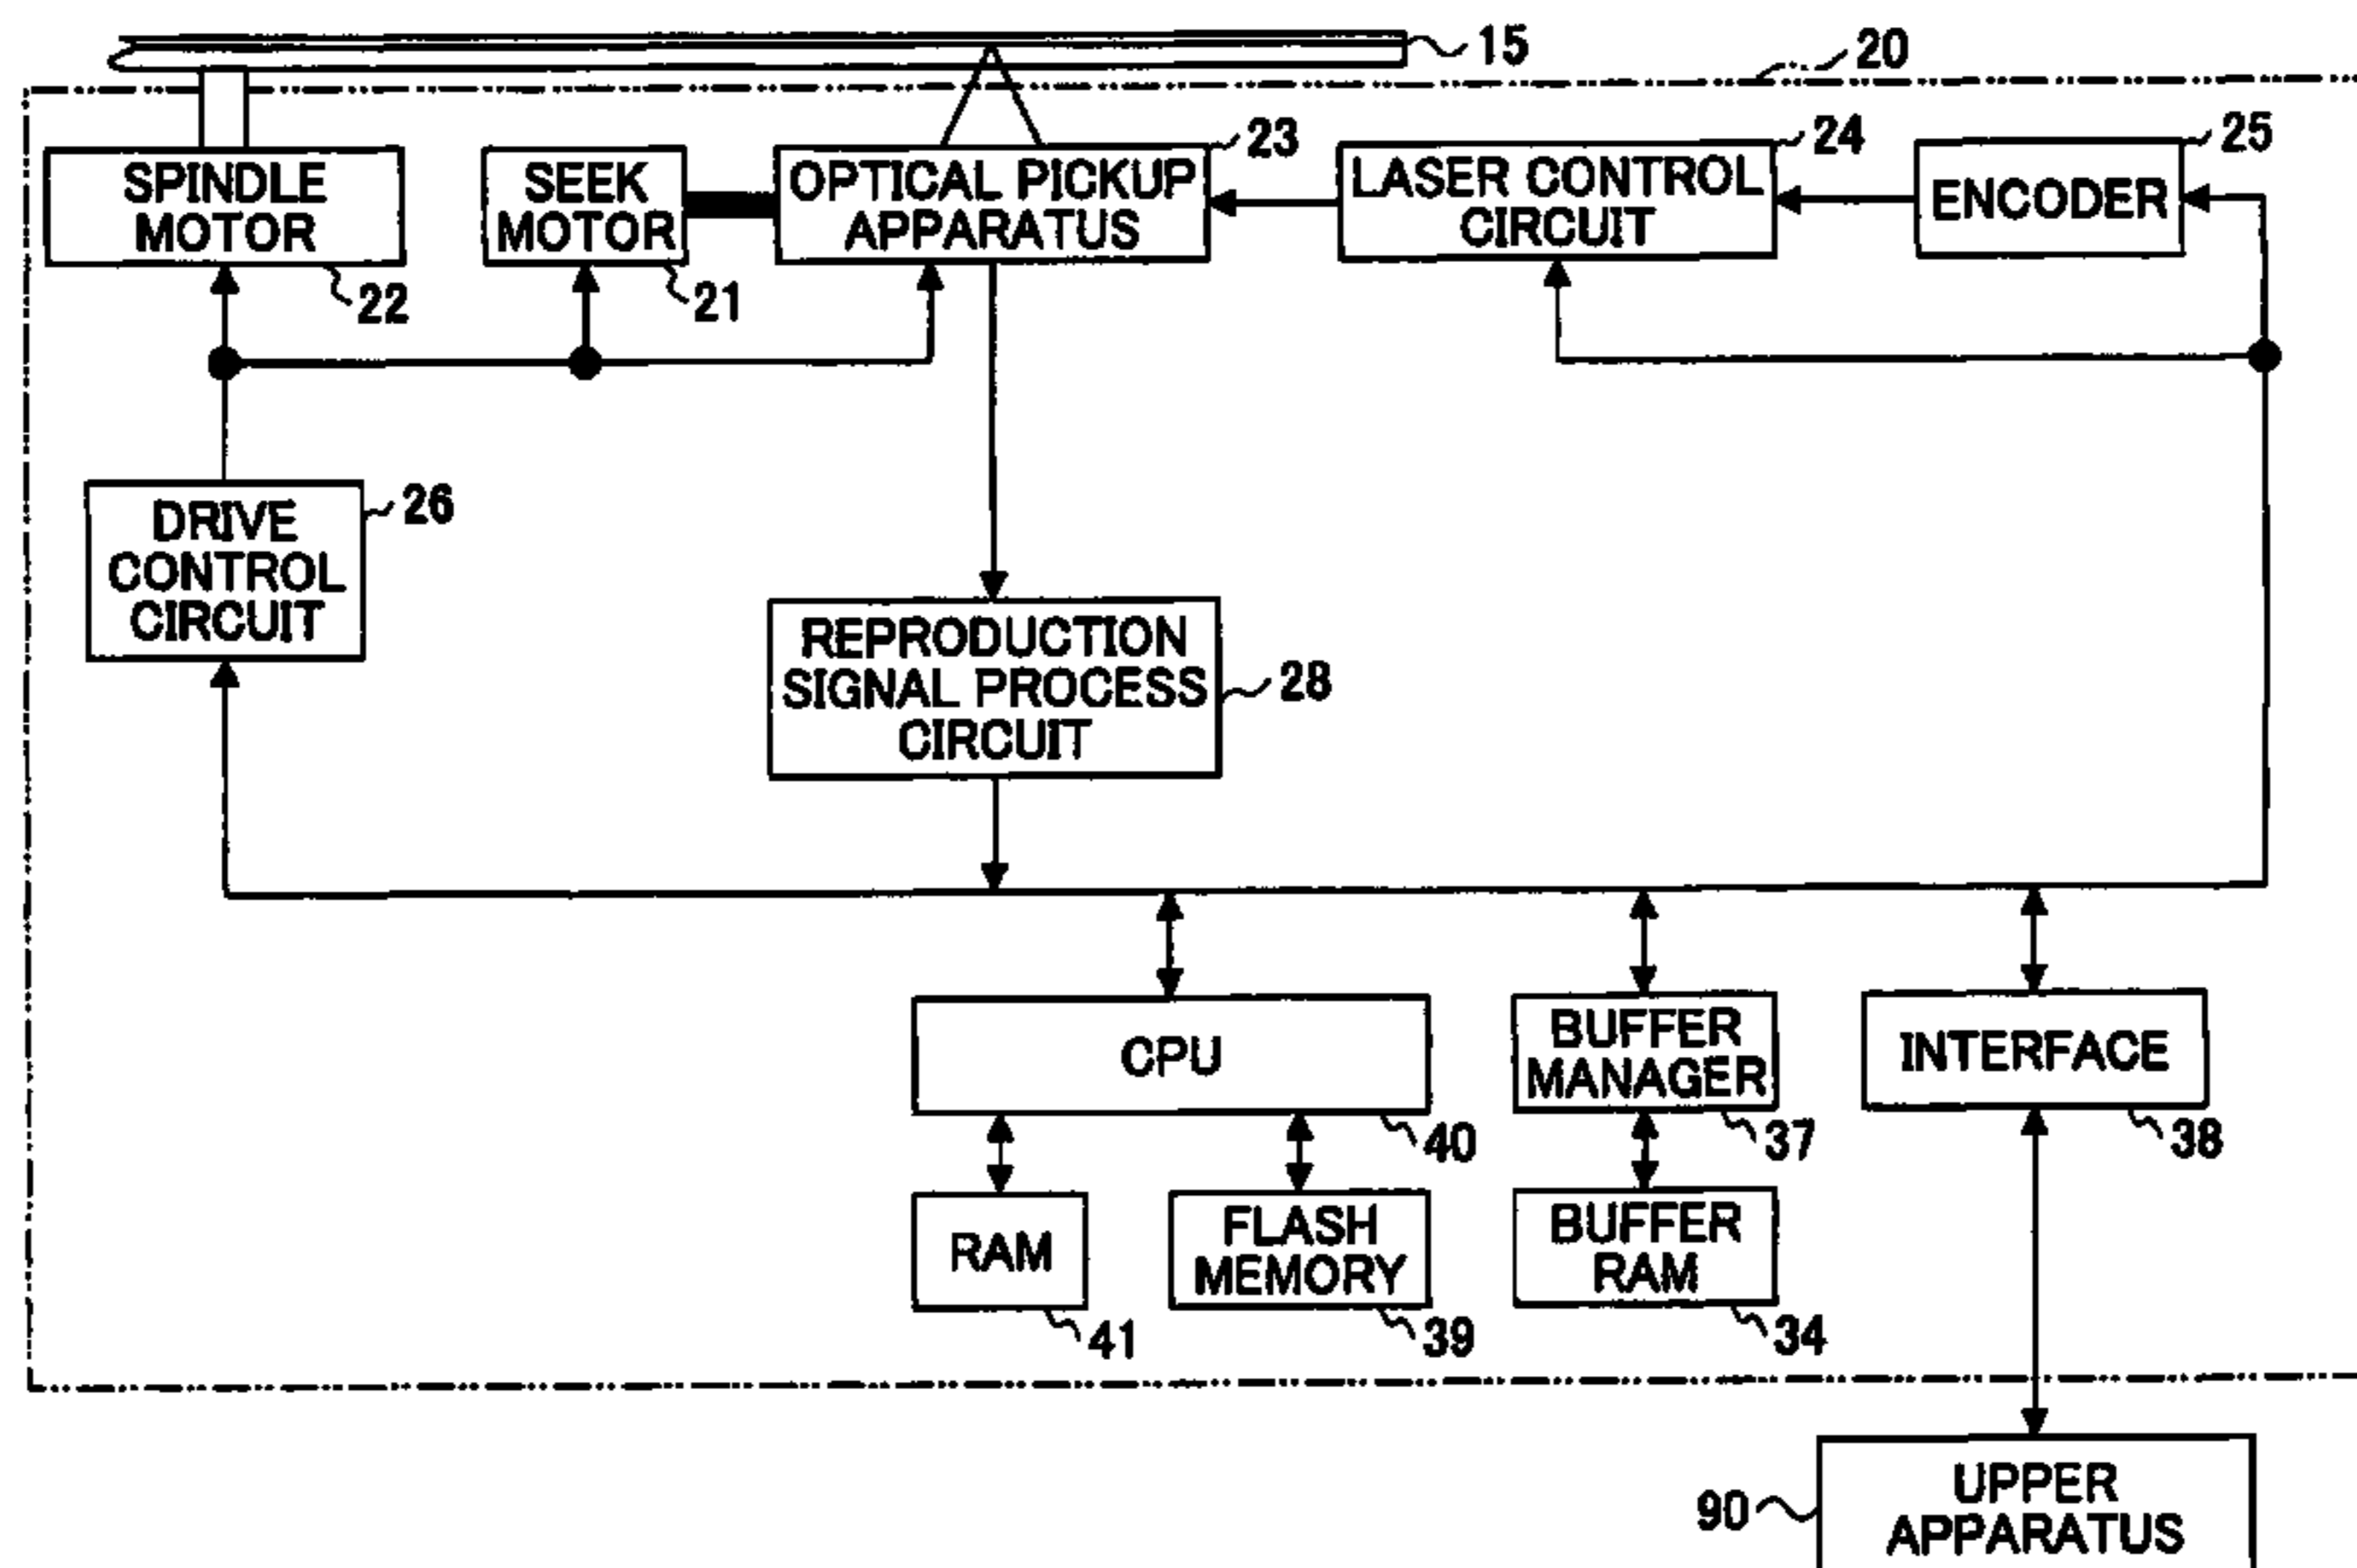 15
20
SPINDLE
MOTOR
22
SEEK
MOTOR
21
OPTICAL PICKUP
APPARATUS
23
LASER CONTROL
CIRCUIT
24
ENCODER
25
DRIVE
CONTROL
CIRCUIT
26
REPRODUCTION
SIGNAL PROCESS
CIRCUIT
28
CPU
40
BUFFER
MANAGER
37
INTERFACE
38
RAM
41
FLASH
MEMORY
39
BUFFER
RAM
34
90
UPPER
APPARATUS